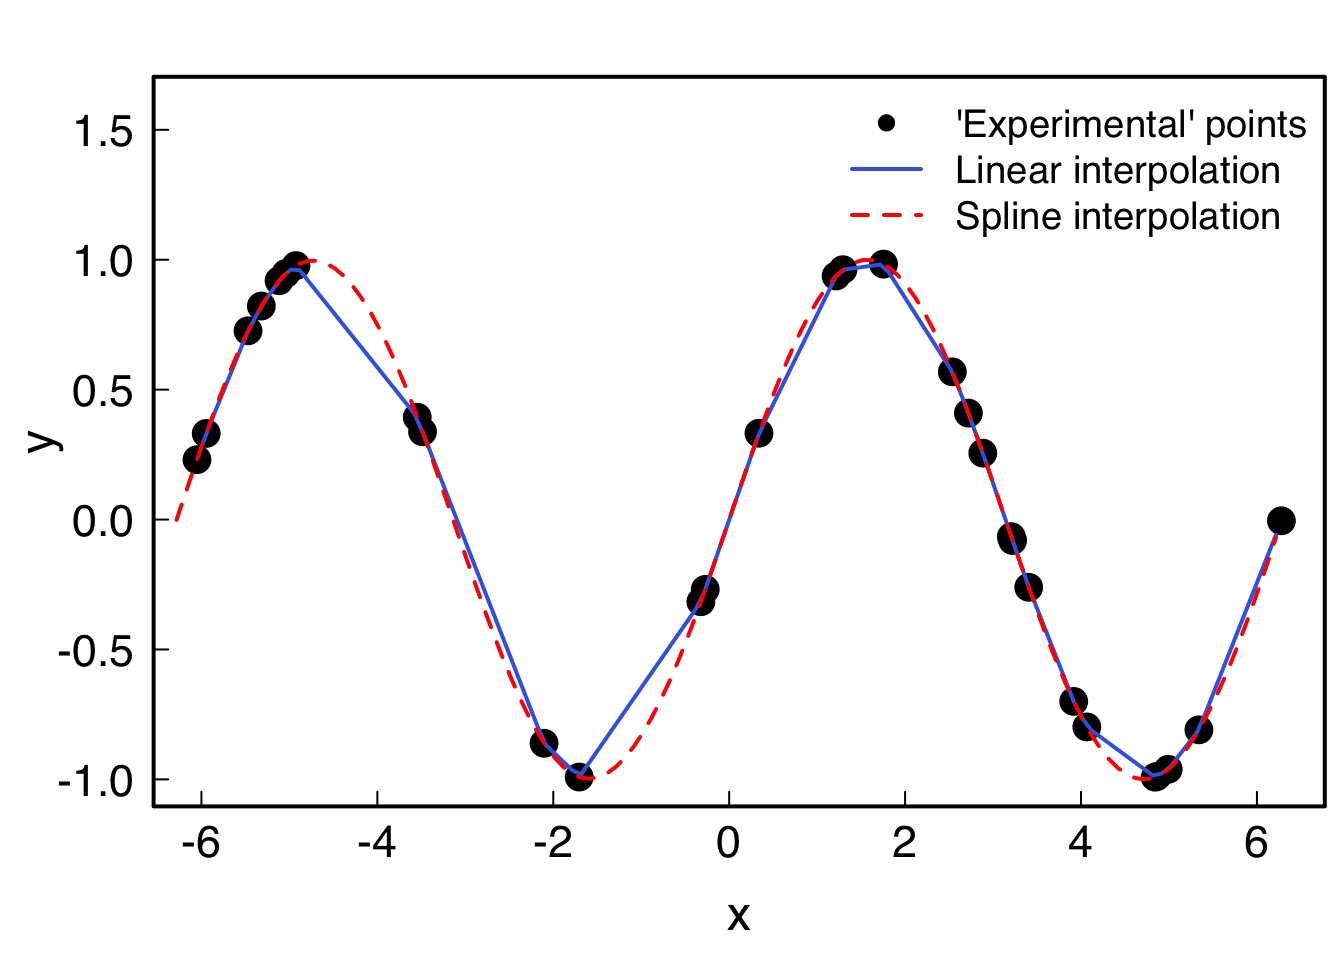 'Experimental' points
Linear interpolation
Spline interpolation
1.5
1.0
0.5
0.0
-0.5
-1.0
y
-6 -4 -2 0 2 4 6
x